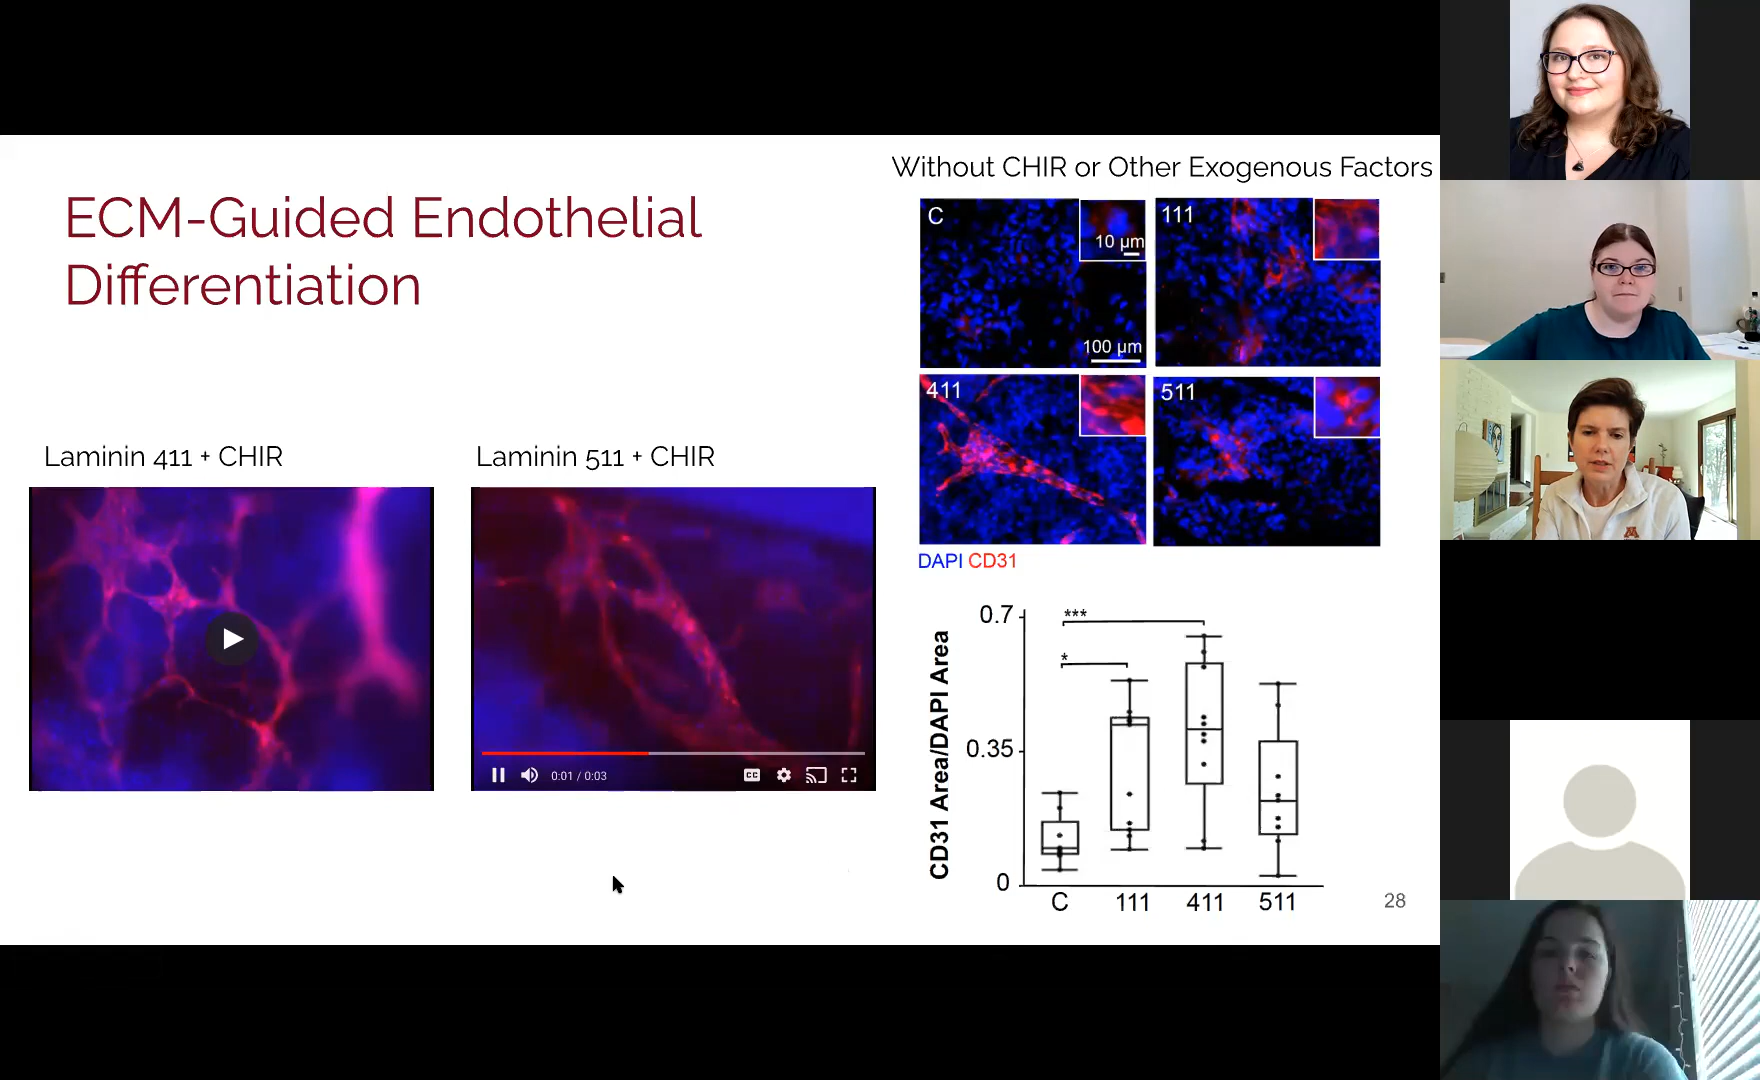 ECM-Guided Endothelial
Differentiation
Laminin 411 + CHIR
Laminin 511 + CHIR
0:01 / 0:03
CC
Without CHIR or Other Exogenous Factors
C
10 µm
100 µm
111
411
511
DAPI CD31
CD31 Area/DAPI Area
0.7
0.35
0
***
*
C 111 411 511
28
M